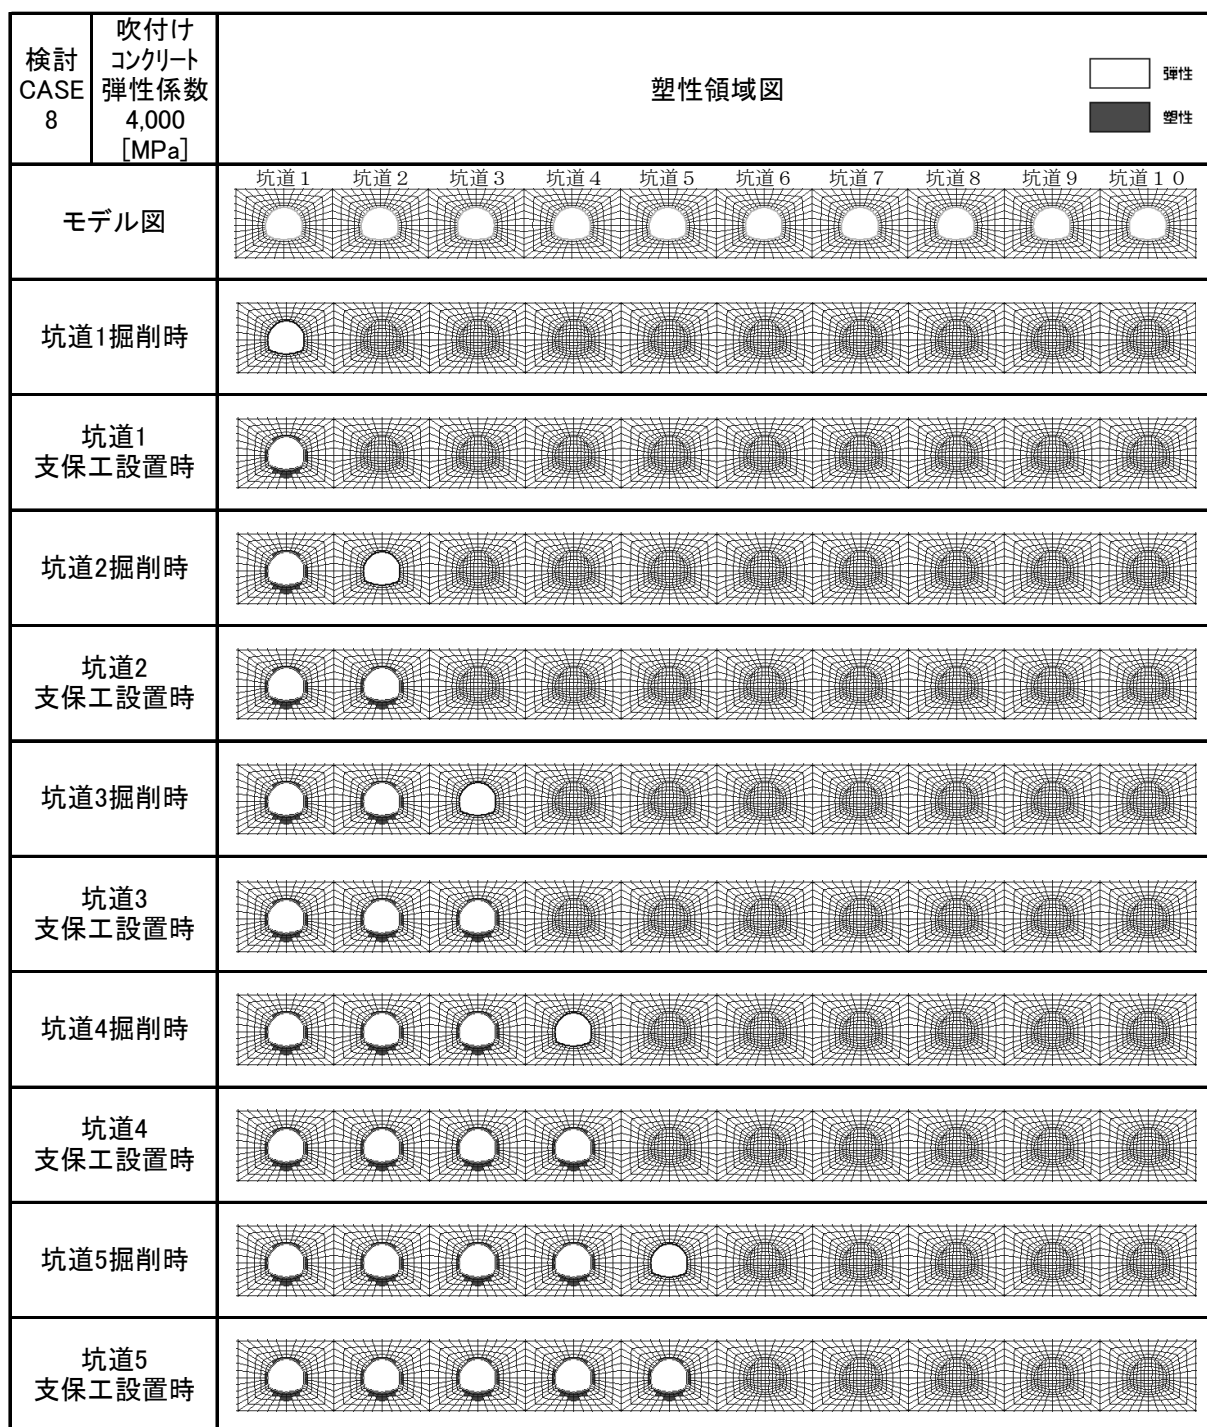 検討
CASE
8
吹付け
コンクリート
弾性係数
4,000
[MPa]
塑性領域図
弾性
塑性
モデル図
坑道1 坑道2 坑道3 坑道4 坑道5 坑道6 坑道7 坑道8 坑道9 坑道10
坑道1掘削時
坑道1
支保工設置時
坑道2掘削時
坑道2
支保工設置時
坑道3掘削時
坑道3
支保工設置時
坑道4掘削時
坑道4
支保工設置時
坑道5掘削時
坑道5
支保工設置時